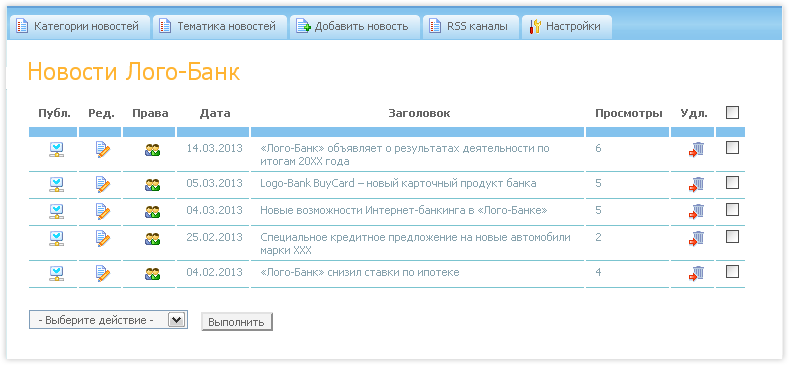 Категории новостей Тематика новостей Добавить новость RSS каналы Настройки
Новости Лого-Банк
Публ. Ред. Права Дата Заголовок Просмотры Удл.
14.03.2013 «Лого-Банк» объявляет о результатах деятельности по 6
итогам 20XX года
05.03.2013 Logo-Bank BuyCard – новый карточный продукт банка 5
04.03.2013 Новые возможности Интернет-банкинга в «Лого-Банке» 5
25.02.2013 Специальное кредитное предложение на новые автомобили 2
марки XXX
04.02.2013 «Лого-Банк» снизил ставки по ипотеке 4
- Выберите действие - Выполнить